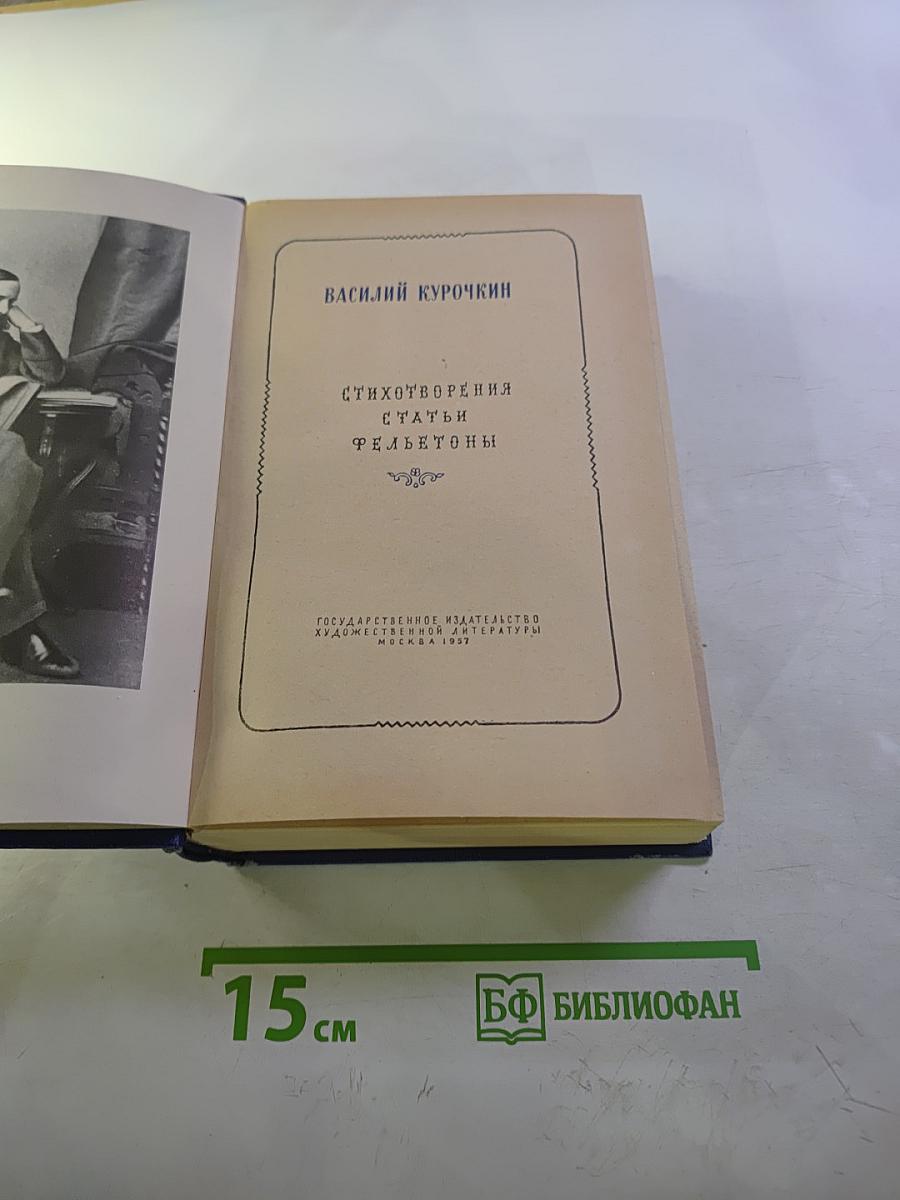 ВАСИЛИЙ КУРОЧКИН
СТИХОТВОРЕНИЯ
СТАТЬИ
ФЕЛЬЕТОНЫ
ГОСУДАРСТВЕННОЕ ИЗДАТЕЛЬСТВО
ХУДОЖЕСТВЕННОЙ ЛИТЕРАТУРЫ
МОСКВА 1957
15 см
БФ БИБЛИОФАН